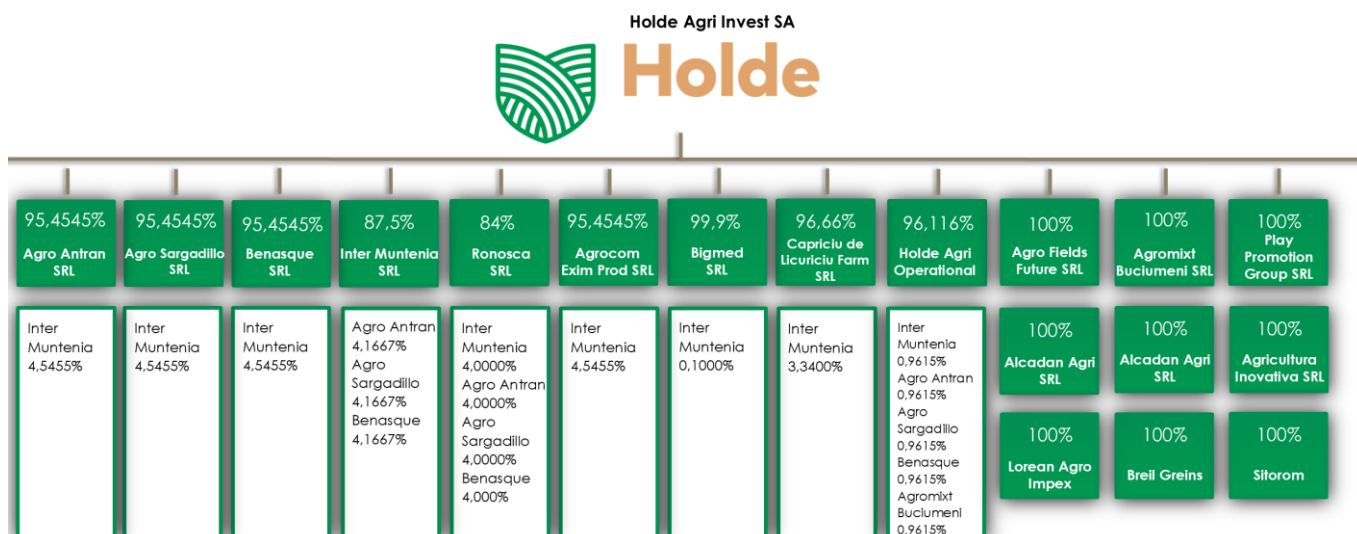 Holde Agri Invest SA
Holde
95,4545%
Agro Antran
SRL
95,4545%
Agro Sargadillo
SRL
95,4545%
Benasque
SRL
87,5%
Inter Muntenia
SRL
84%
Ronosca
SRL
95,4545%
Agrocom
Exim Prod SRL
99,9%
Bigmed
SRL
96,66%
Capriciu de
Licuriciu Farm
SRL
96,116%
Holde Agri
Operational
100%
Agro Fields
Future SRL
100%
Agromixt
Buciumeni SRL
100%
Play
Promotion
Group SRL
Inter
Muntenia
4,5455%
Inter
Muntenia
4,5455%
Inter
Muntenia
4,5455%
Agro Antran
4,1667%
Agro
Sargadillo
4,1667%
Benasque
4,1667%
Inter
Muntenia
4,0000%
Agro Antran
4,0000%
Agro
Sargadillo
4,0000%
Benasque
4,000%
Inter
Muntenia
4,5455%
Inter
Muntenia
0,1000%
Inter
Muntenia
3,3400%
Inter
Muntenia
0,9615%
Agro Antran
0,9615%
Agro
Sargadillo
0,9615%
Benasque
0,9615%
Agromixt
Buciumeni
0,9615%
100%
Alcadan Agri
SRL
100%
Alcadan Agri
SRL
100%
Agricultura
Inovativa SRL
100%
Lorean Agro
Impex
100%
Breil Greins
100%
Sitorom